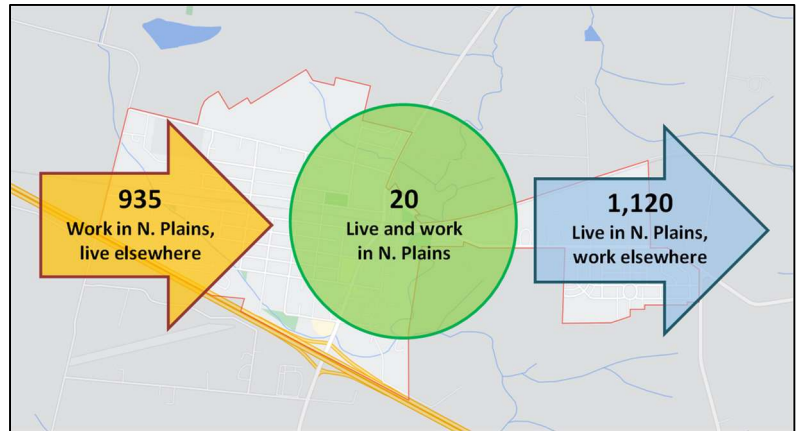 935
Work in N. Plains,
live elsewhere
20
Live and work
in N. Plains
1,120
Live in N. Plains,
work elsewhere